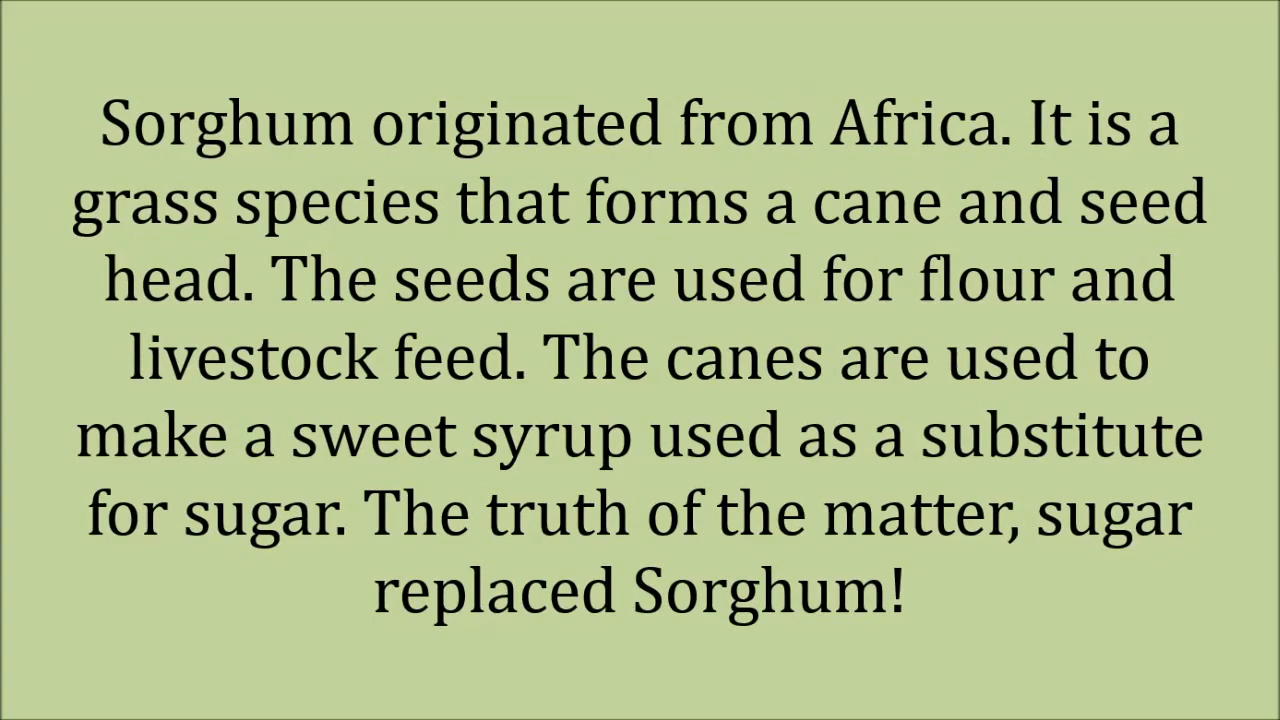 Sorghum originated from Africa. It is a
grass species that forms a cane and seed
head. The seeds are used for flour and
livestock feed. The canes are used to
make a sweet syrup used as a substitute
for sugar. The truth of the matter, sugar
replaced Sorghum!